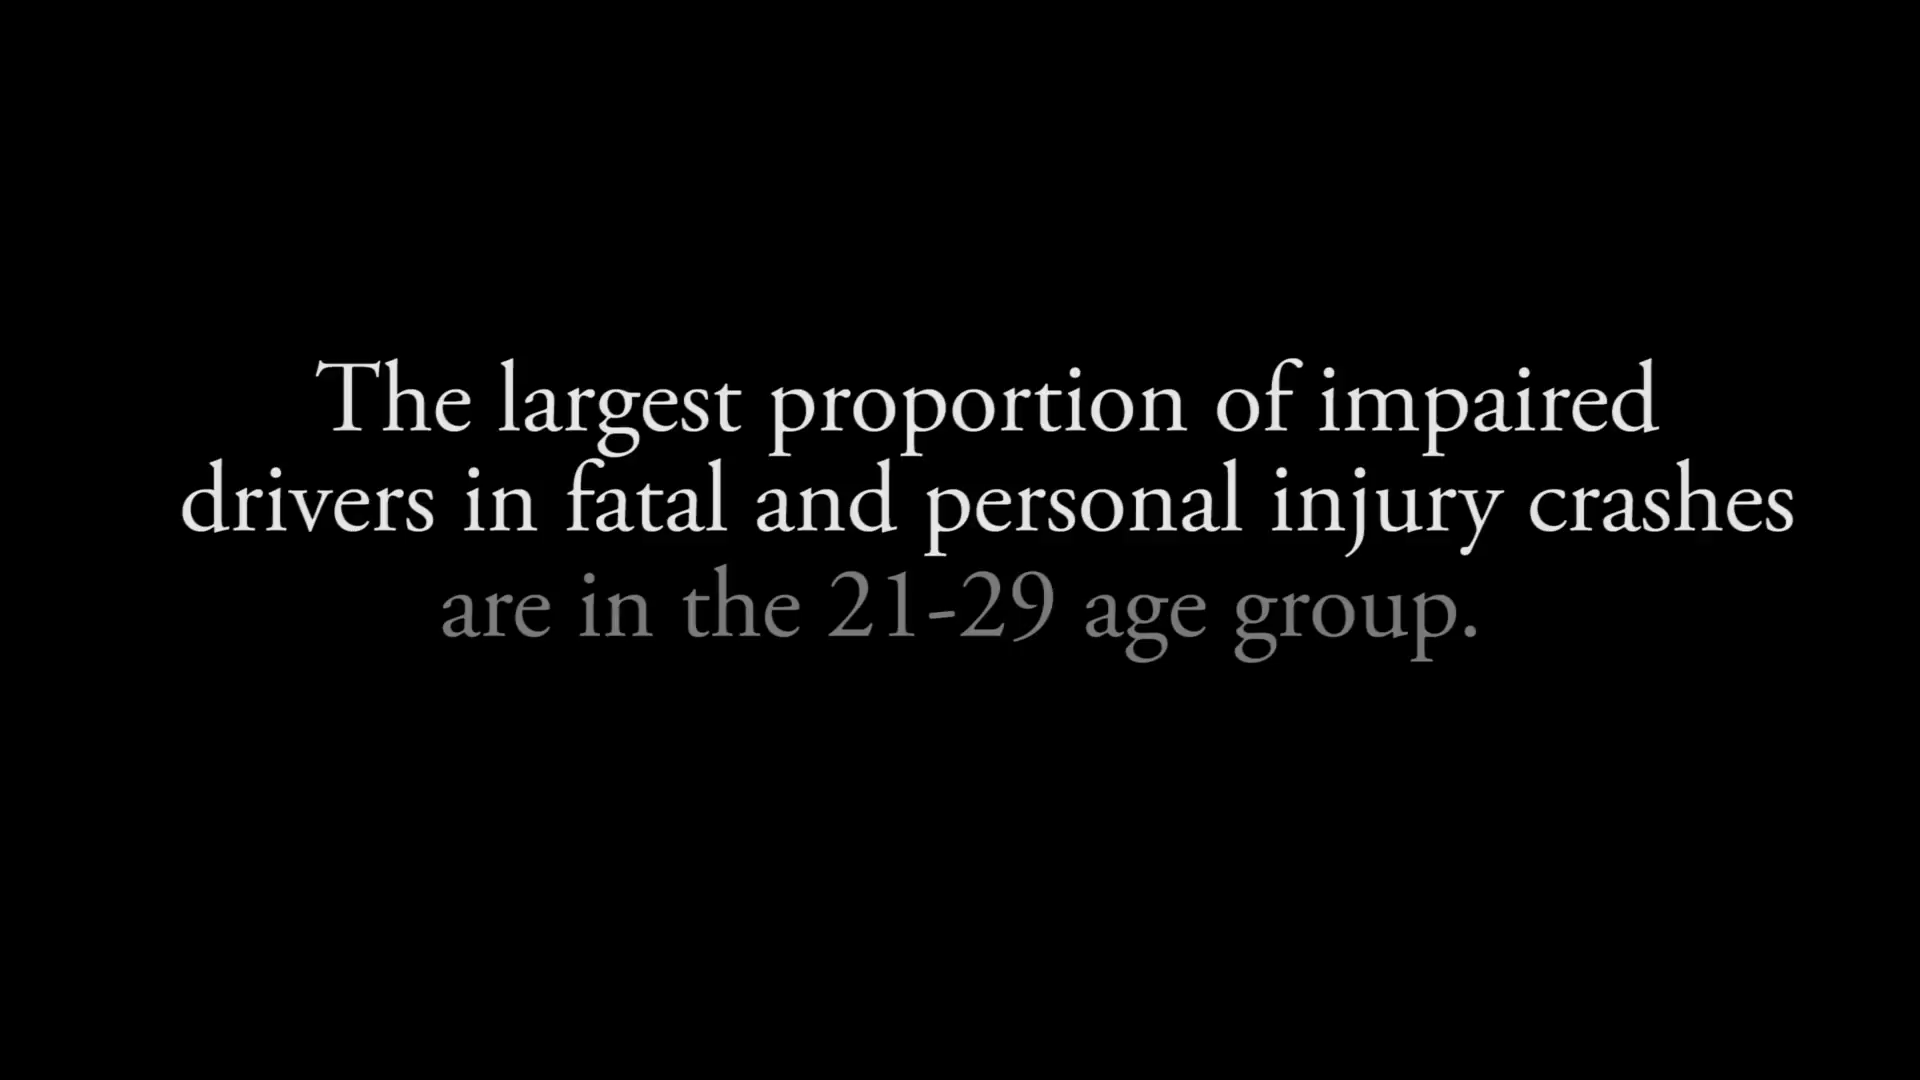 The largest proportion of impaired
drivers in fatal and personal injury crashes
are in the 21-29 age group.